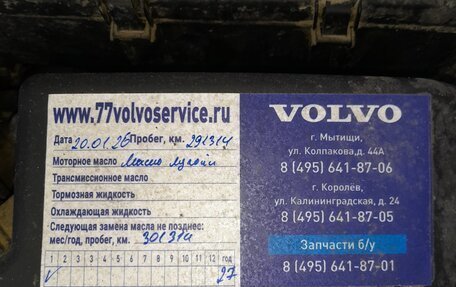 www.77volvoservice.ru
Дата 20.01.26 Пробег, км. 291314
Моторное масло Масло
Трансмиссионное масло
Тормозная жидкость
Охлаждающая жидкость
Следующая замена масла не позднее:
мес/год, пробег, км. 301314
1 2 3 4 5 6 7 8 9 10 11 12 год
V 27
VOLVO
г. Мытищи,
ул. Колпакова, д. 44А
8 (495) 641-87-06
г. Королёв,
ул. Калининградская, д. 24
8 (495) 641-87-05
Запчасти б/у
8 (495) 641-87-01